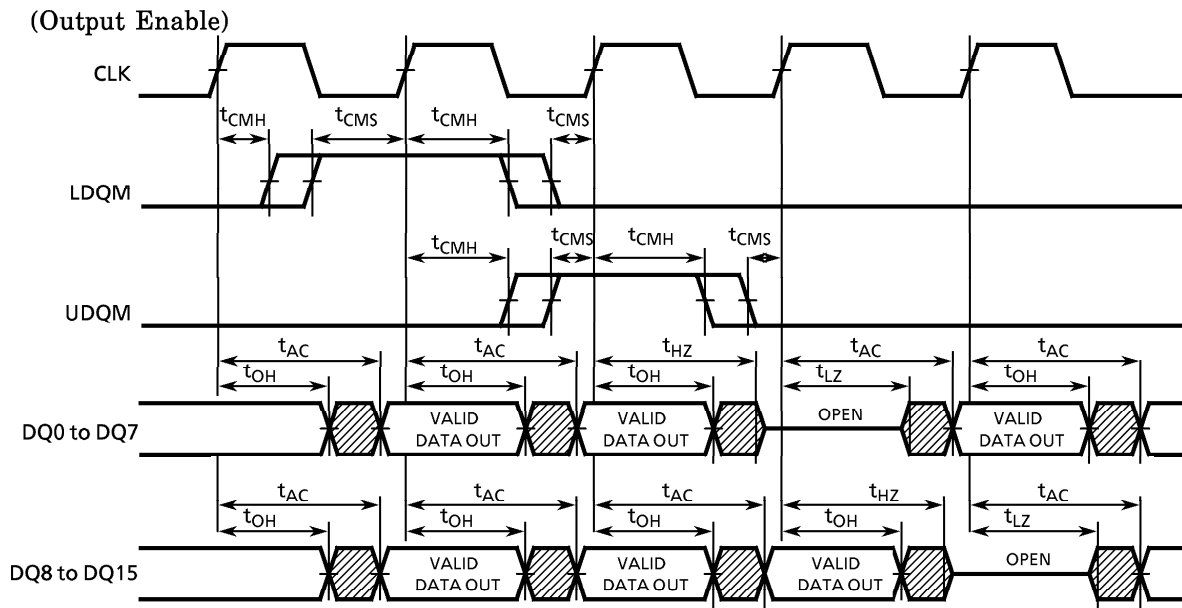 (Output Enable)
CLK
tCMH tCMS tCMH tCMS
LDQM
tCMH tCMS tCMH tCMS
UDQM
tAC tAC tHZ tAC tAC
tOH tOH tOH tLZ tOH
DQ0 to DQ7
VALID DATA OUT
VALID DATA OUT
OPEN
VALID DATA OUT
tAC tAC tAC tHZ tAC
tOH tOH tOH tOH tLZ
DQ8 to DQ15
VALID DATA OUT
VALID DATA OUT
VALID DATA OUT
OPEN